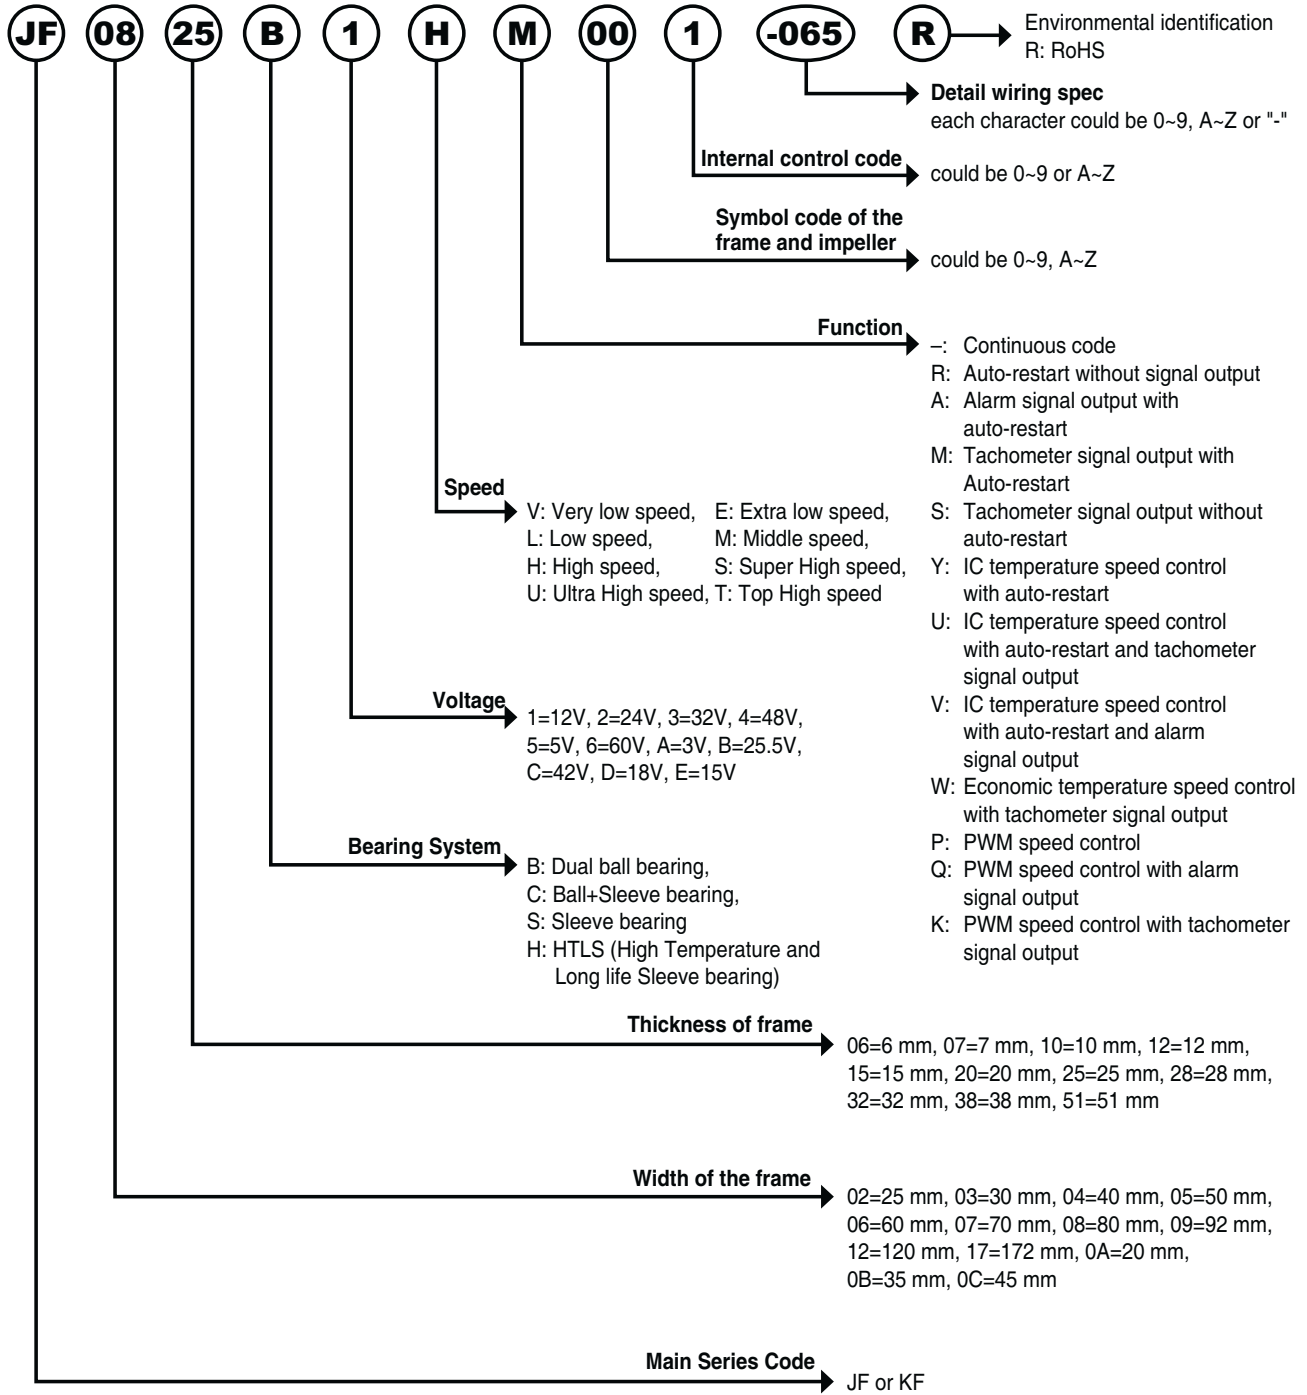 JF 08 25 B 1 H M 00 1 -065 R
Environmental identification
R: RoHS
Detail wiring spec
each character could be 0~9, A~Z or "-"
Internal control code
could be 0~9 or A~Z
Symbol code of the
frame and impeller
could be 0~9, A~Z
Function
–: Continuous code
R: Auto-restart without signal output
A: Alarm signal output with
auto-restart
M: Tachometer signal output with
Auto-restart
S: Tachometer signal output without
auto-restart
Y: IC temperature speed control
with auto-restart
U: IC temperature speed control
with auto-restart and tachometer
signal output
V: IC temperature speed control
with auto-restart and alarm
signal output
W: Economic temperature speed control
with tachometer signal output
P: PWM speed control
Q: PWM speed control with alarm
signal output
K: PWM speed control with tachometer
signal output
Speed
V: Very low speed, E: Extra low speed,
L: Low speed, M: Middle speed,
H: High speed, S: Super High speed,
U: Ultra High speed, T: Top High speed
Voltage
1=12V, 2=24V, 3=32V, 4=48V,
5=5V, 6=60V, A=3V, B=25.5V,
C=42V, D=18V, E=15V
Bearing System
B: Dual ball bearing,
C: Ball+Sleeve bearing,
S: Sleeve bearing
H: HTLS (High Temperature and
Long life Sleeve bearing)
Thickness of frame
06=6 mm, 07=7 mm, 10=10 mm, 12=12 mm,
15=15 mm, 20=20 mm, 25=25 mm, 28=28 mm,
32=32 mm, 38=38 mm, 51=51 mm
Width of the frame
02=25 mm, 03=30 mm, 04=40 mm, 05=50 mm,
06=60 mm, 07=70 mm, 08=80 mm, 09=92 mm,
12=120 mm, 17=172 mm, 0A=20 mm,
0B=35 mm, 0C=45 mm
Main Series Code
JF or KF